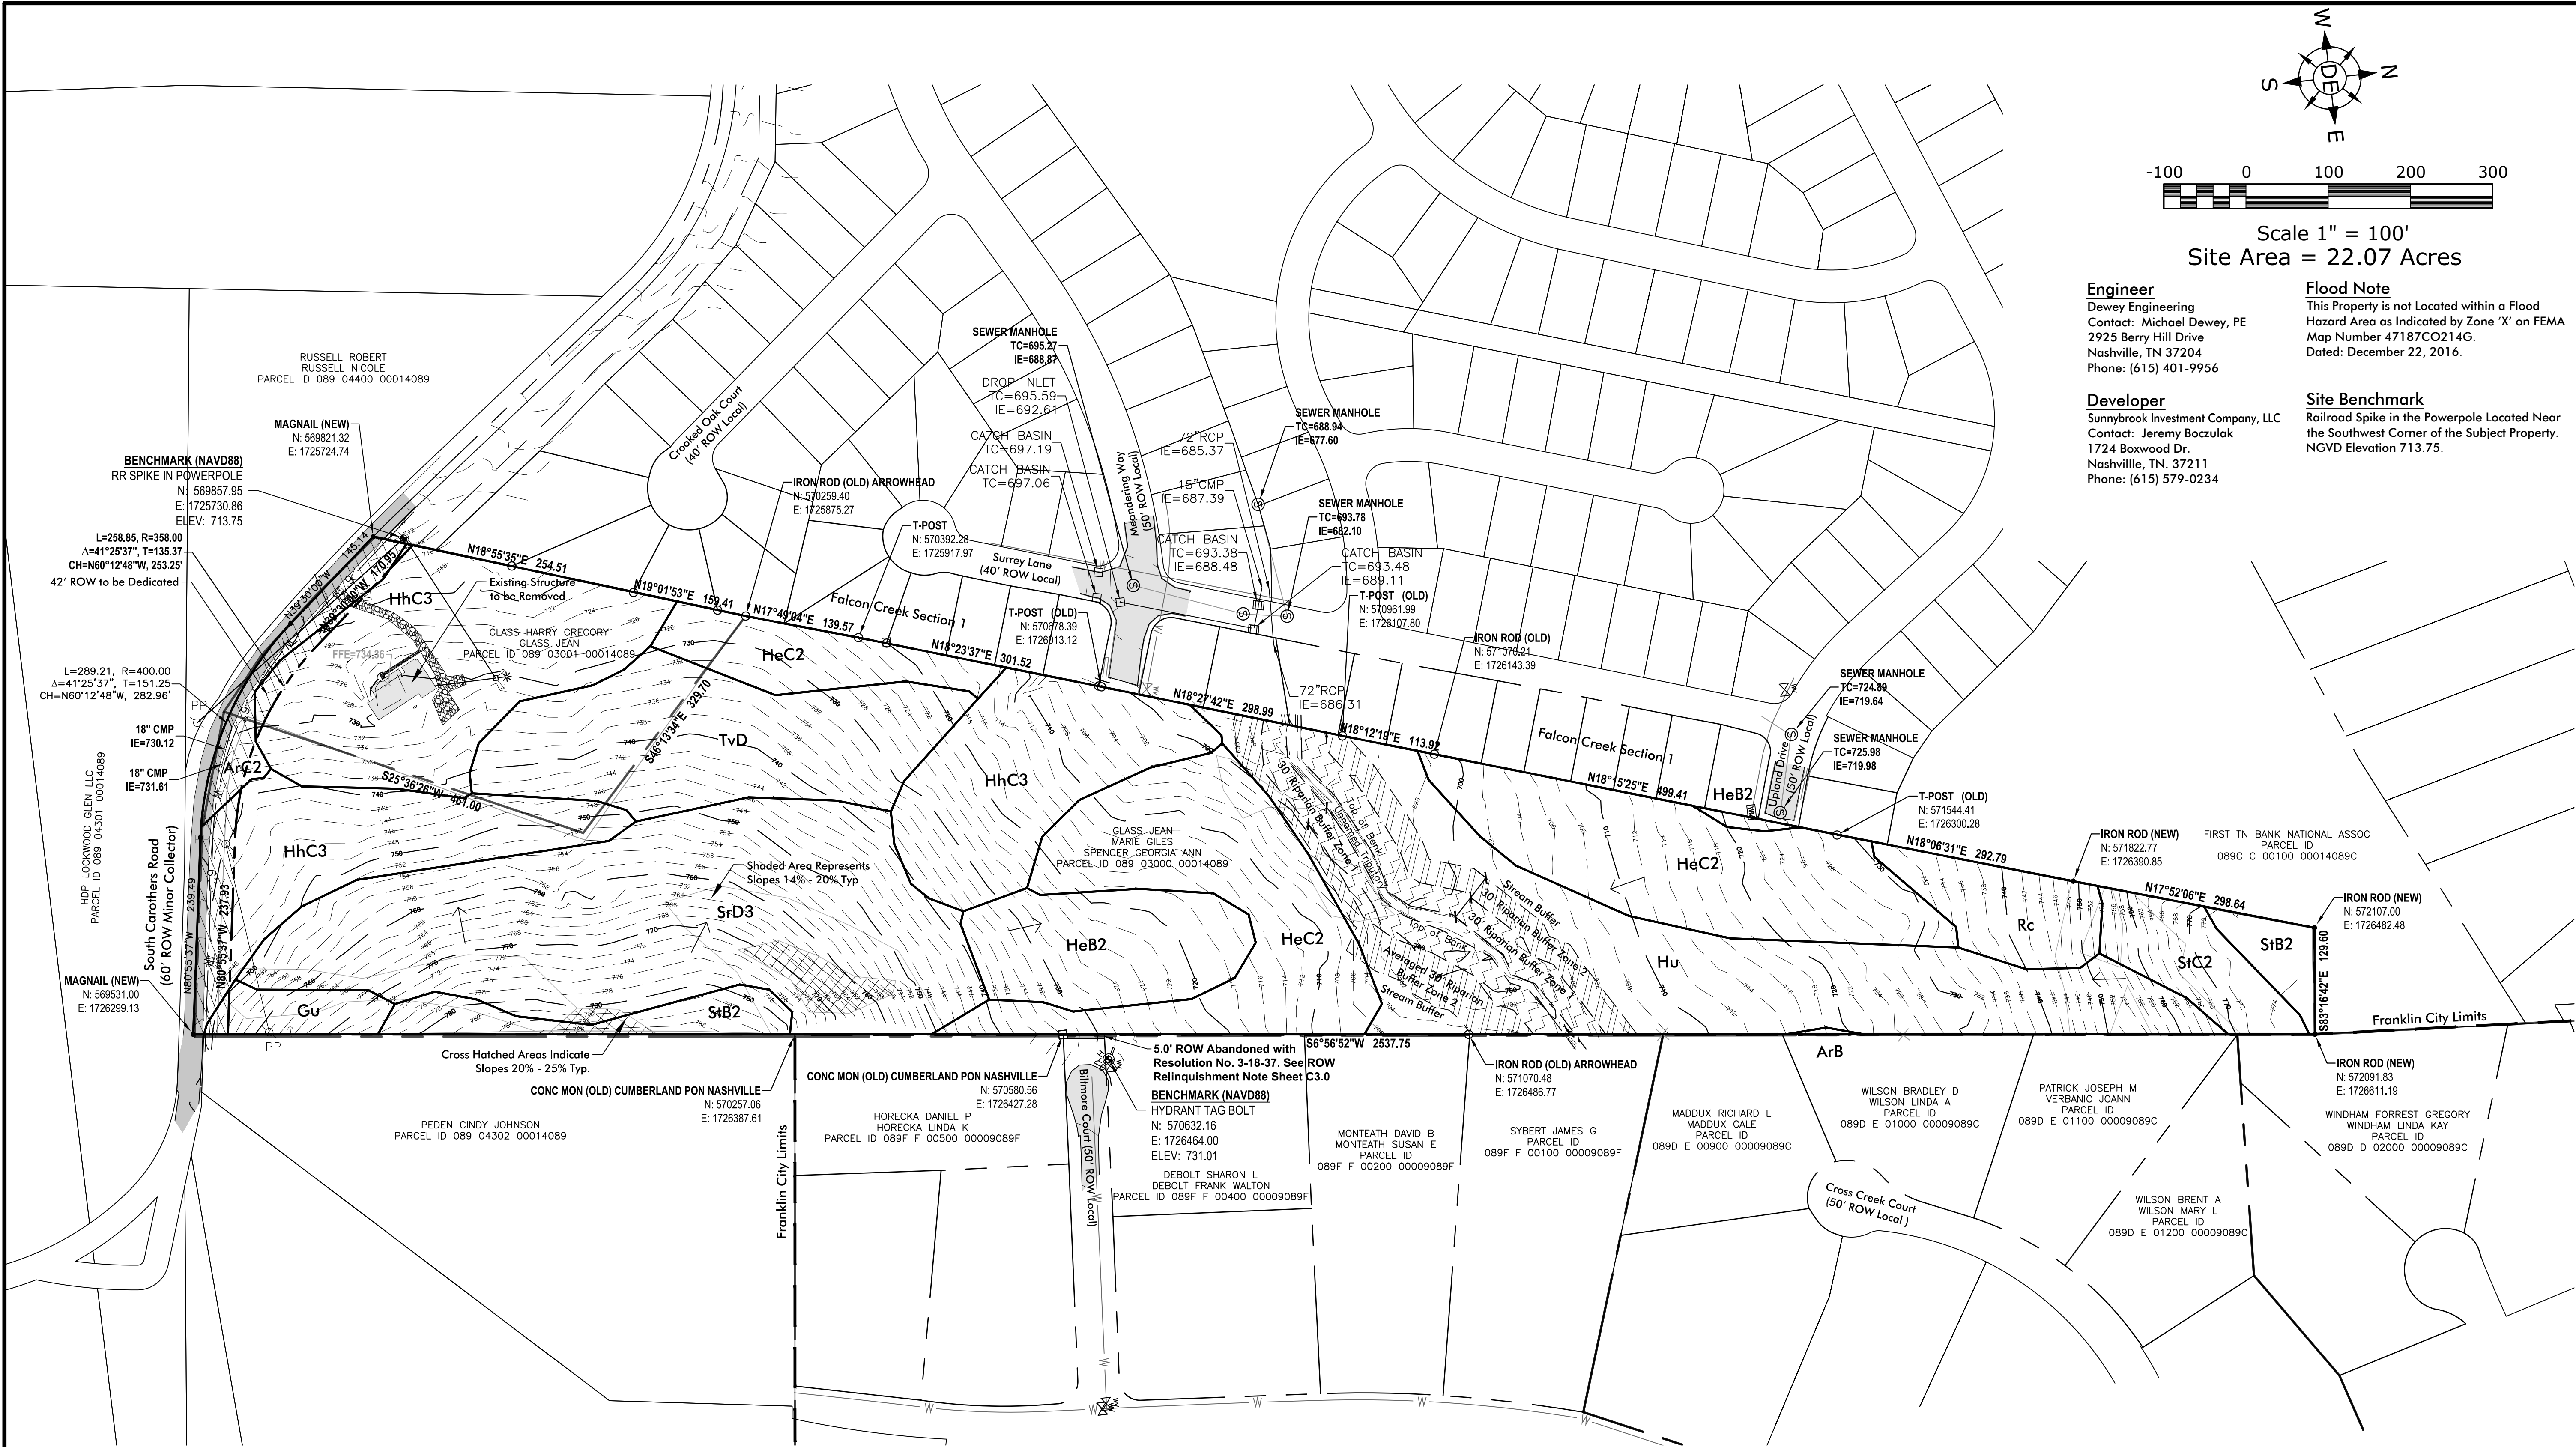 W
N
S
E
DE
-100 0 100 200 300
Scale 1" = 100'
Site Area = 22.07 Acres
Engineer
Dewey Engineering
Contact: Michael Dewey, PE
2925 Berry Hill Drive
Nashville, TN 37204
Phone: (615) 401-9956
Flood Note
This Property is not Located within a Flood
Hazard Area as Indicated by Zone 'X' on FEMA
Map Number 47187CO214G.
Dated: December 22, 2016.
Developer
Sunnybrook Investment Company, LLC
Contact: Jeremy Boczulak
1724 Boxwood Dr.
Nashvillle, TN. 37211
Phone: (615) 579-0234
Site Benchmark
Railroad Spike in the Powerpole Located Near
the Southwest Corner of the Subject Property.
NGVD Elevation 713.75.
RUSSELL ROBERT
RUSSELL NICOLE
PARCEL ID 089 04400 00014089
MAGNAIL (NEW)
N: 569821.32
E: 1725724.74
BENCHMARK (NAVD88)
RR SPIKE IN POWERPOLE
N: 569857.95
E: 1725730.86
ELEV: 713.75
L=258.85, R=358.00
Δ=41°25'37", T=135.37
CH=N60°12'48"W, 253.25'
42' ROW to be Dedicated
L=289.21, R=400.00
Δ=41°25'37", T=151.25
CH=N60°12'48"W, 282.96'
PP
18" CMP
IE=730.12
18" CMP
IE=731.61
HDP LOCKWOOD GLEN LLC
PARCEL ID 089 04301 00014089
South Carothers Road
(60' ROW Minor Collector)
N80°55'37"W 239.49
N80°55'37"W 237.93
N39°30'00"W 145.14
N39°30'00"W 170.95
MAGNAIL (NEW)
N: 569531.00
E: 1726299.13
PP
HhC3
Existing Structure
to be Removed
GLASS HARRY GREGORY
GLASS JEAN
PARCEL ID 089 03001 00014089
FFE=734.36
ArC2
S25°36'26"W 461.00
S46°13'34"E 329.70
HhC3
Gu
TvD
HeC2
SrD3
StB2
Shaded Area Represents
Slopes 14% - 20% Typ
Cross Hatched Areas Indicate
Slopes 20% - 25% Typ.
N18°55'35"E 254.51
N19°01'53"E 159.41
N17°49'04"E 139.57
N18°23'37"E 301.52
N18°27'42"E 298.99
N18°12'19"E 113.92
N18°15'25"E 499.41
N18°06'31"E 292.79
N17°52'06"E 298.64
S83°16'42"E 129.60
S6°56'52"W 2537.75
Falcon Creek Section 1
Falcon Creek Section 1
Crooked Oak Court
(40' ROW Local)
IRON ROD (OLD) ARROWHEAD
N: 570259.40
E: 1725875.27
T-POST
N: 570392.28
E: 1725917.97
Surrey Lane
(40' ROW Local)
T-POST (OLD)
N: 570678.39
E: 1726013.12
SEWER MANHOLE
TC=695.27
IE=688.87
DROP INLET
TC=695.59
IE=692.61
CATCH BASIN
TC=697.19
CATCH BASIN
TC=697.06
Meandering Way
(50' ROW Local)
72"RCP
IE=685.37
15"CMP
IE=687.39
CATCH BASIN
TC=693.38
IE=688.48
SEWER MANHOLE
TC=688.94
IE=677.60
SEWER MANHOLE
TC=693.78
IE=682.10
CATCH BASIN
TC=693.48
IE=689.11
T-POST (OLD)
N: 570961.99
E: 1726107.80
72"RCP
IE=686.31
IRON ROD (OLD)
N: 571070.21
E: 1726143.39
SEWER MANHOLE
TC=724.89
IE=719.64
SEWER MANHOLE
TC=725.98
IE=719.98
Upland Drive
(50' ROW Local)
HeB2
T-POST (OLD)
N: 571544.41
E: 1726300.28
IRON ROD (NEW)
N: 571822.77
E: 1726390.85
FIRST TN BANK NATIONAL ASSOC
PARCEL ID
089C C 00100 00014089C
IRON ROD (NEW)
N: 572107.00
E: 1726482.48
IRON ROD (NEW)
N: 572091.83
E: 1726611.19
Franklin City Limits
HhC3
GLASS JEAN
MARIE GILES
SPENCER GEORGIA ANN
PARCEL ID 089 03000 00014089
HeB2
HeC2
30' Riparian Buffer Zone 1
Top of Bank
Unnamed Tributary
Stream Buffer
30' Riparian Buffer Zone 2
30' Riparian Buffer Zone 1
Top of Bank
Averaged 30' Riparian
Buffer Zone 2
Stream Buffer
HeC2
Hu
Rc
StC2
StB2
ArB
PEDEN CINDY JOHNSON
PARCEL ID 089 04302 00014089
CONC MON (OLD) CUMBERLAND PON NASHVILLE
N: 570257.06
E: 1726387.61
Franklin City Limits
CONC MON (OLD) CUMBERLAND PON NASHVILLE
N: 570580.56
E: 1726427.28
HORECKA DANIEL P
HORECKA LINDA K
PARCEL ID 089F F 00500 00009089F
Biltmore Court (50' ROW Local)
5.0' ROW Abandoned with
Resolution No. 3-18-37. See ROW
Relinquishment Note Sheet C3.0
BENCHMARK (NAVD88)
HYDRANT TAG BOLT
N: 570632.16
E: 1726464.00
ELEV: 731.01
DEBOLT SHARON L
DEBOLT FRANK WALTON
PARCEL ID 089F F 00400 00009089F
MONTEATH DAVID B
MONTEATH SUSAN E
PARCEL ID
089F F 00200 00009089F
IRON ROD (OLD) ARROWHEAD
N: 571070.48
E: 1726486.77
SYBERT JAMES G
PARCEL ID
089F F 00100 00009089F
MADDUX RICHARD L
MADDUX CALE
PARCEL ID
089D E 00900 00009089C
WILSON BRADLEY D
WILSON LINDA A
PARCEL ID
089D E 01000 00009089C
PATRICK JOSEPH M
VERBANIC JOANN
PARCEL ID
089D E 01100 00009089C
WINDHAM FORREST GREGORY
WINDHAM LINDA KAY
PARCEL ID
089D D 02000 00009089C
WILSON BRENT A
WILSON MARY L
PARCEL ID
089D E 01200 00009089C
Cross Creek Court
(50' ROW Local )